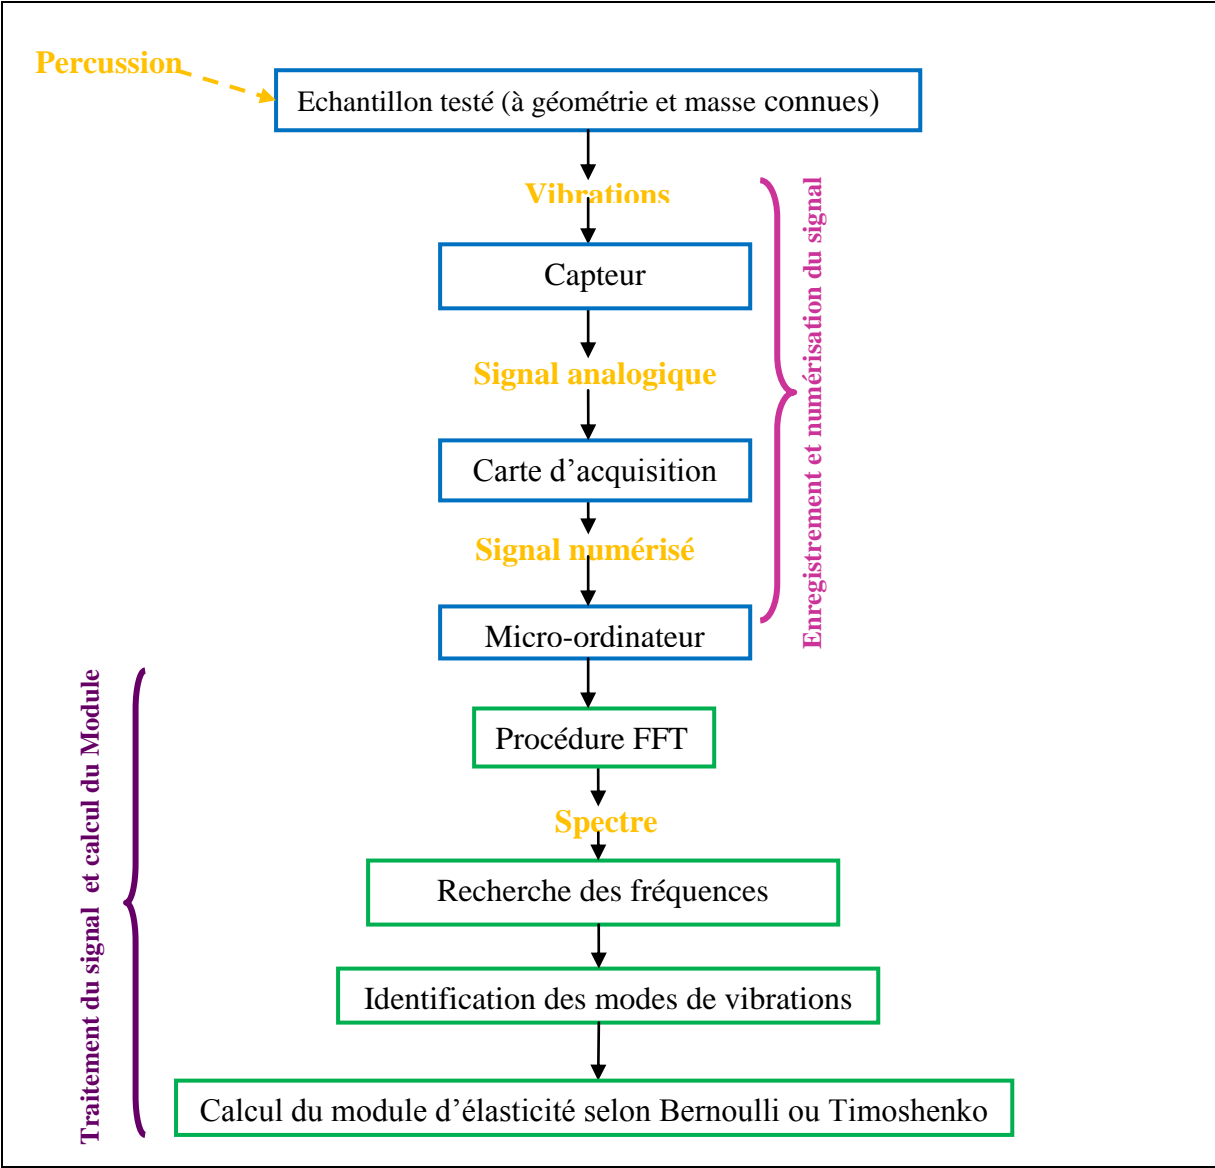 Percussion
Echantillon testé (à géométrie et masse connues)
Vibrations
Capteur
Signal analogique
Carte d’acquisition
Signal numérisé
Micro-ordinateur
Enregistrement et numérisation du signal
Procédure FFT
Spectre
Recherche des fréquences
Identification des modes de vibrations
Calcul du module d’élasticité selon Bernoulli ou Timoshenko
Traitement du signal et calcul du Module